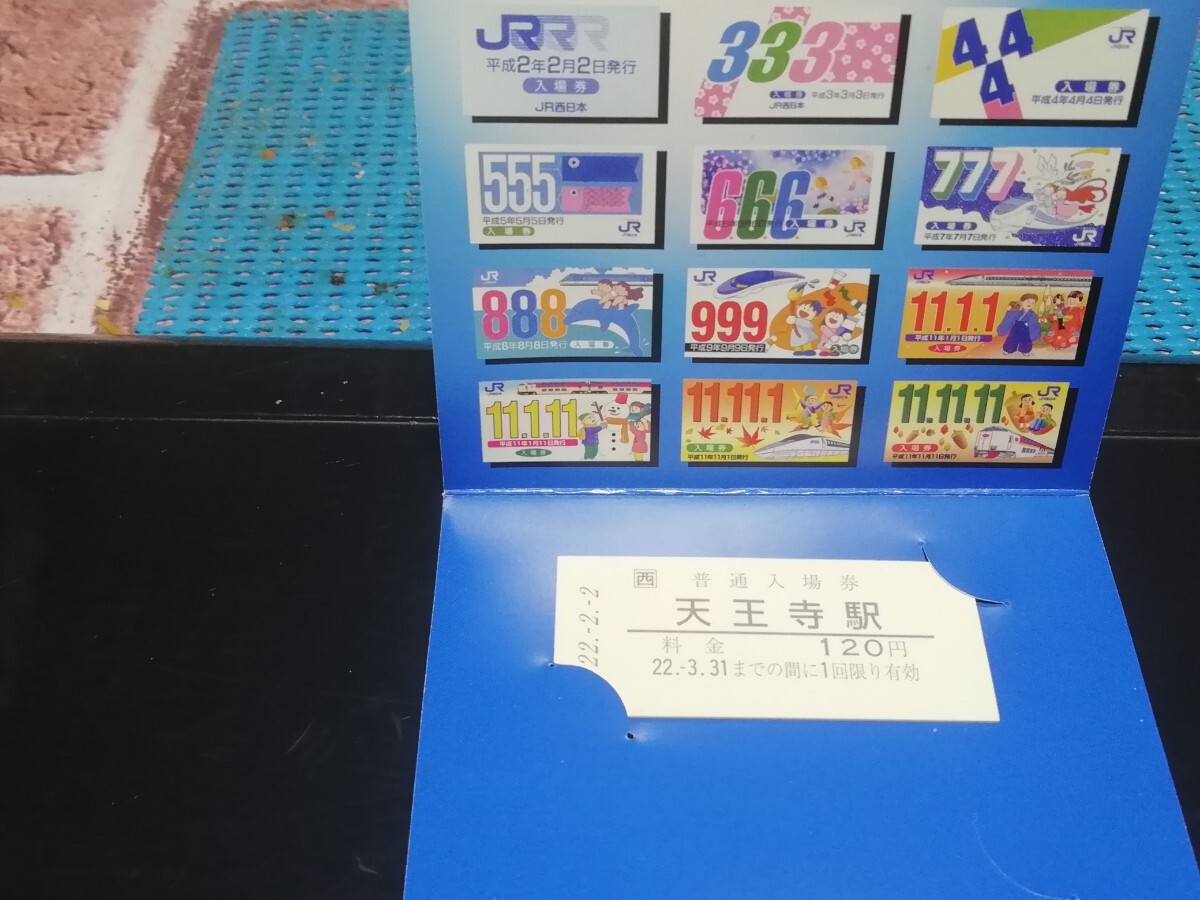 JRRR
平成2年2月2日発行
入場券
JR西日本
333
入場券 平成3年3月3日発行
JR西日本
444
JR
入場券
平成4年4月4日発行
555
平成5年5月5日発行
入場券
JR
6.6.6
入場券
JR
777
入場券
平成7年7月7日発行
JR
JR
888
平成8年8月8日発行 入場券
JR
999
平成9年9月9日発行
入場券
JR
11.1.1
平成11年1月1日発行
入場券
JR
11.1.11
平成11年1月11日発行
入場券
JR
11.11.1
入場券
平成11年11月1日発行
JR
11.11.11
入場券
平成11年11月11日発行
西 普通入場券
天王寺駅
料金 120円
22.-3.31までの間に1回限り有効
22.-2.-2